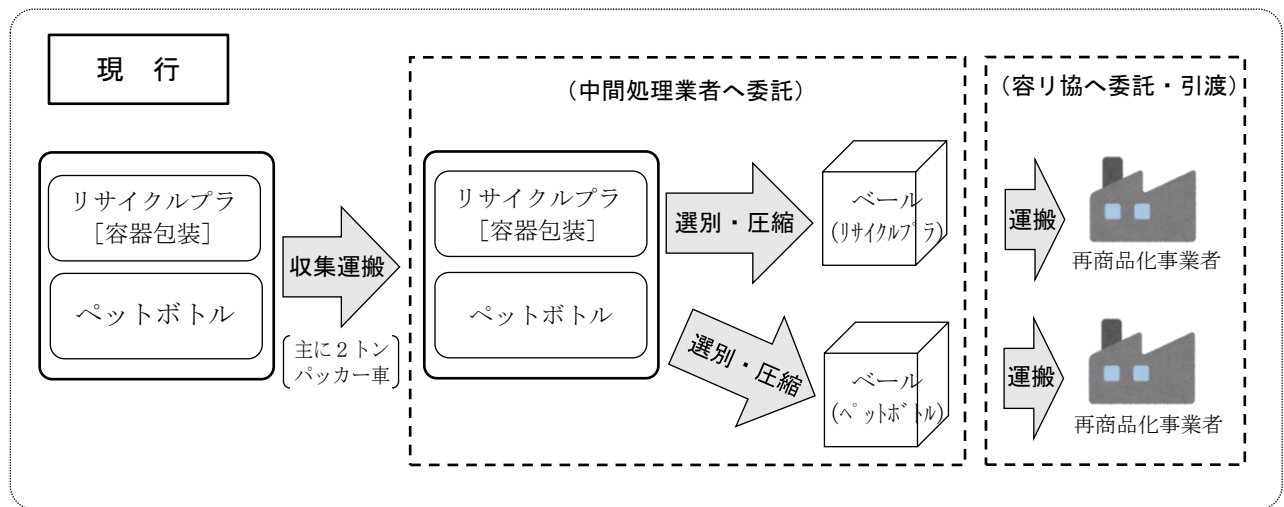 現 行
(中間処理業者へ委託)
(容リ協へ委託・引渡)
リサイクルプラ
[容器包装]
ペットボトル
収集運搬
主に2トン
パッカー車
リサイクルプラ
[容器包装]
ペットボトル
選別・圧縮
ベール
(ﾘｻｲｸﾙﾌﾟﾗ)
選別・圧縮
ベール
(ﾍﾟｯﾄﾎﾞﾄﾙ)
運搬
再商品化事業者
運搬
再商品化事業者